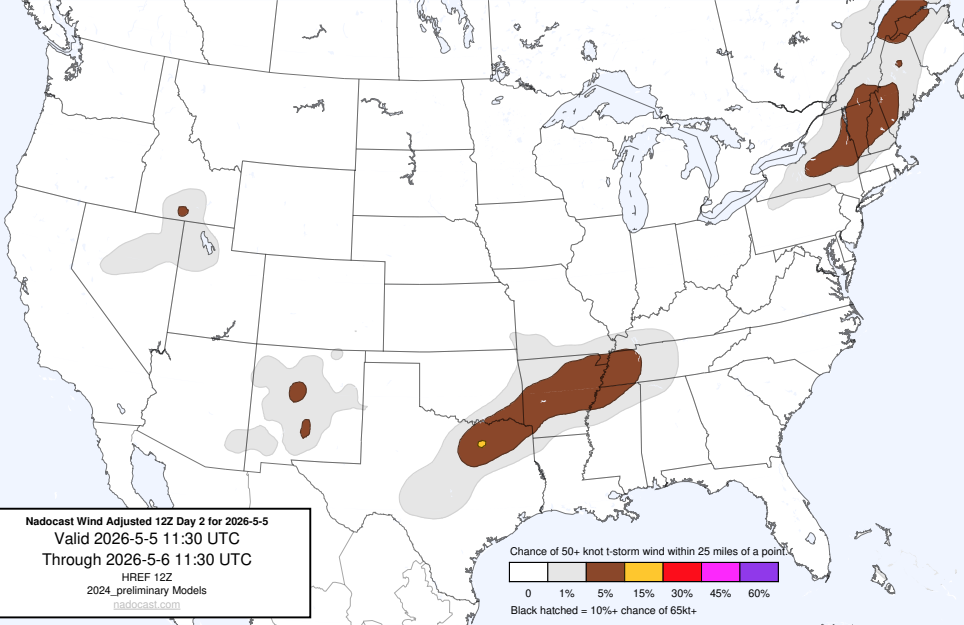 Nadocast Wind Adjusted 12Z Day 2 for 2026-5-5
Valid 2026-5-5 11:30 UTC
Through 2026-5-6 11:30 UTC
HREF 12Z
2024_preliminary Models
nadocast.com
Chance of 50+ knot t-storm wind within 25 miles of a point.
0 1% 5% 15% 30% 45% 60%
Black hatched = 10%+ chance of 65kt+